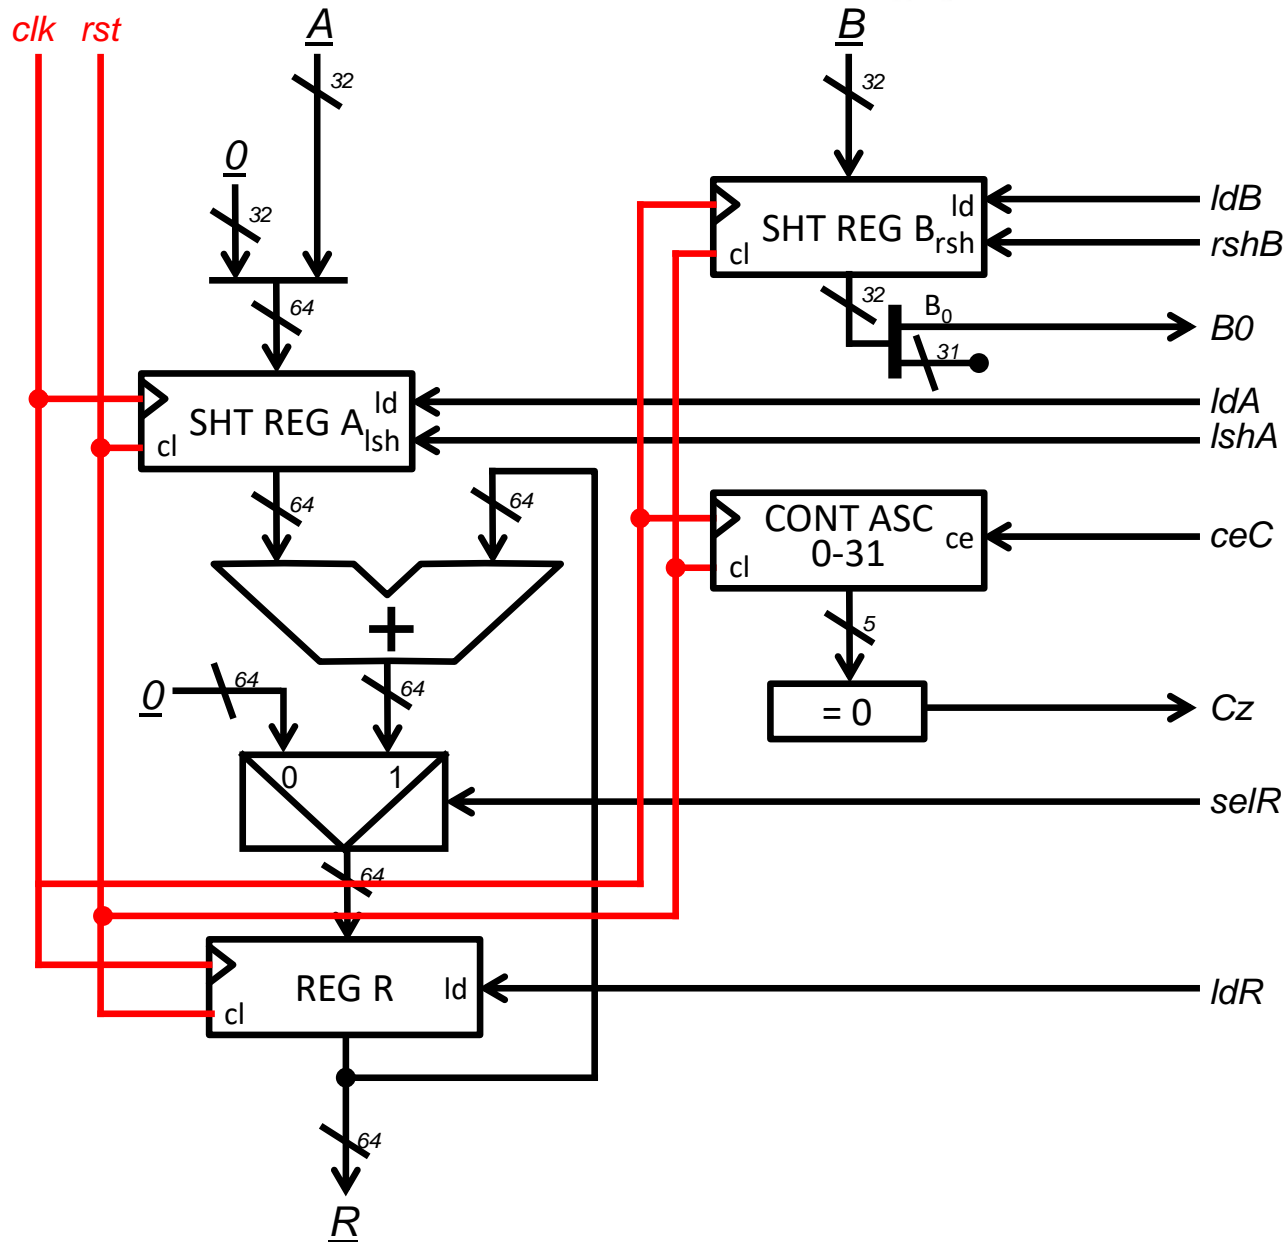 clk rst A B
32 32
0
32
ld ldB
SHT REG B
rsh rshB
cl
64
32
B0 B0
31
ld ldA
SHT REG A
lsh lshA
cl
64 64
CONT ASC
0-31
ce ceC
cl
+
5
0 64 64
= 0 Cz
0 1
selR
64
REG R ld ldR
cl
64
R